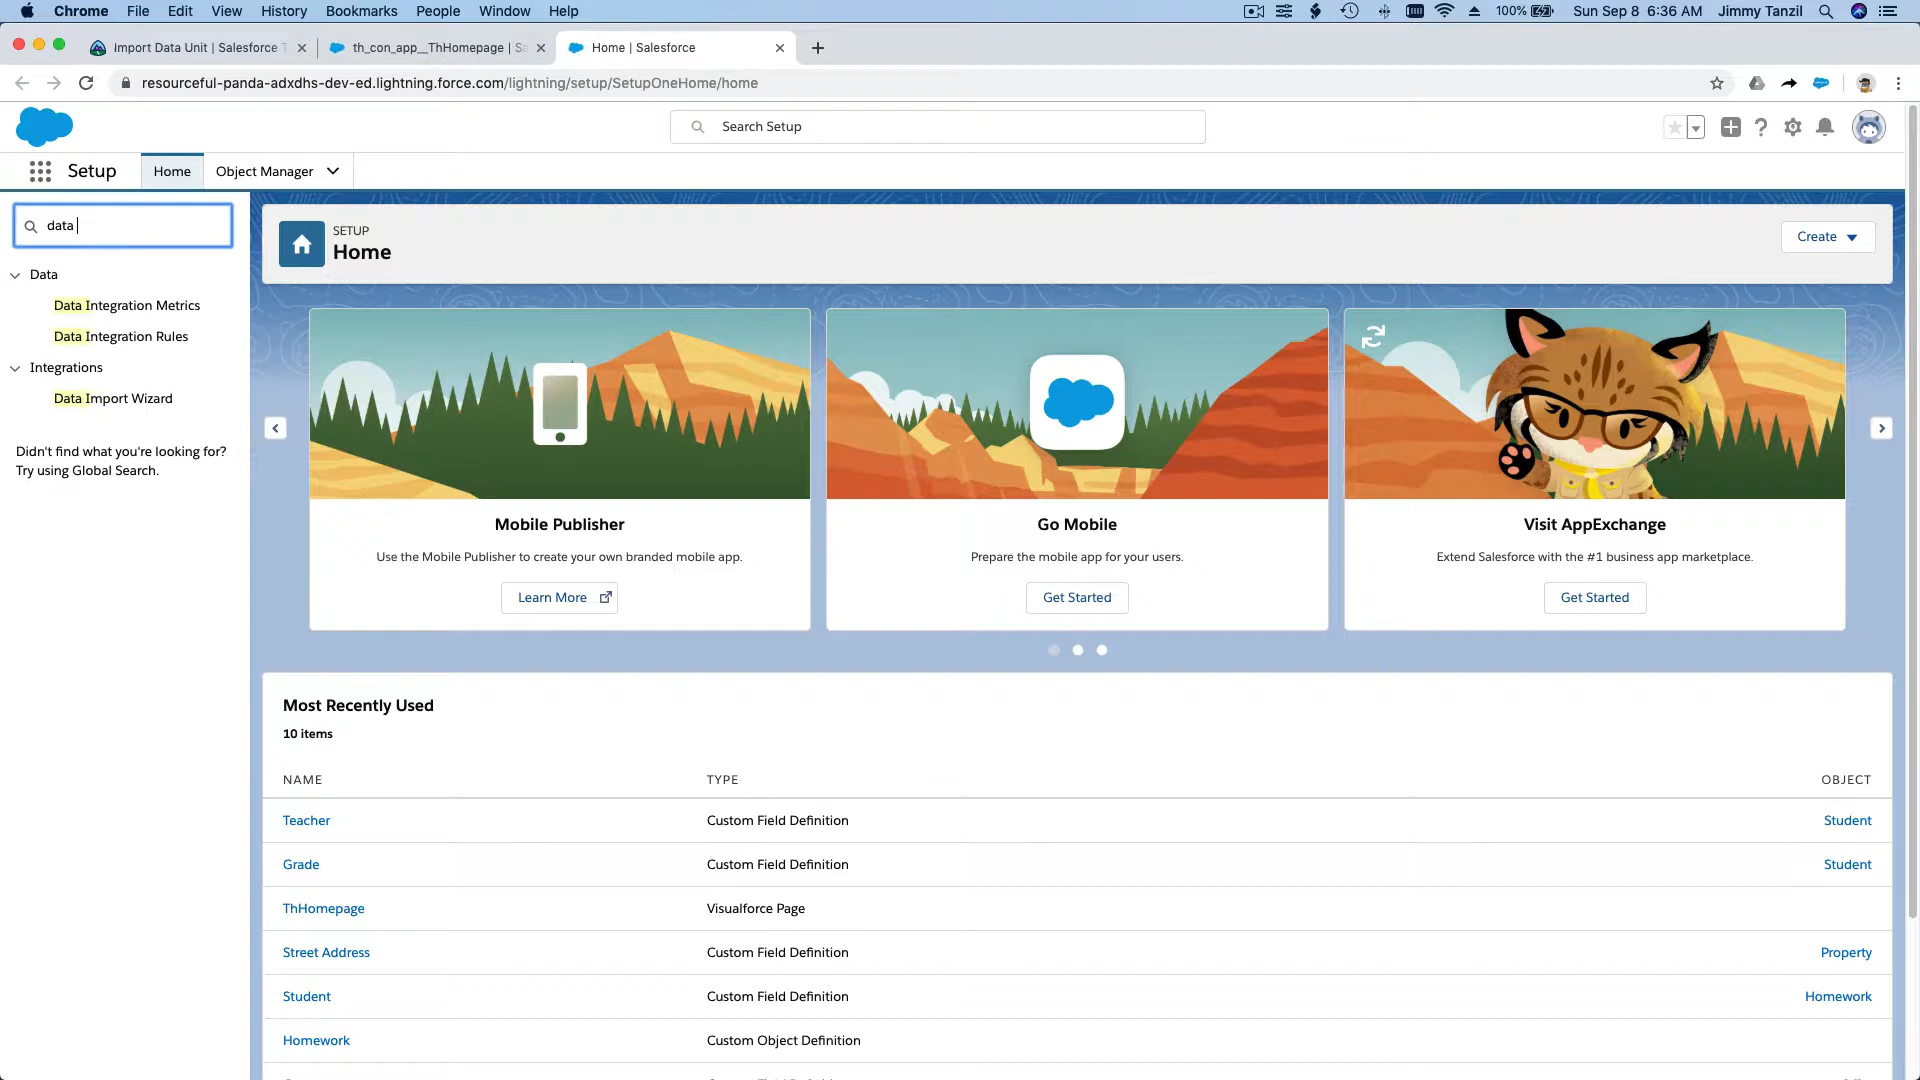 Chrome File Edit View History Bookmarks People Window Help
100% Sun Sep 8 6:36 AM Jimmy Tanzil
Import Data Unit | Salesforce T
th_con_app__ThHomepage | Sa
Home | Salesforce
resourceful-panda-adxdhs-dev-ed.lightning.force.com/lightning/setup/SetupOneHome/home
Search Setup
Setup Home Object Manager
data
Data
Data Integration Metrics
Data Integration Rules
Integrations
Data Import Wizard
Didn't find what you're looking for?
Try using Global Search.
SETUP
Home
Create
Mobile Publisher
Use the Mobile Publisher to create your own branded mobile app.
Learn More
Go Mobile
Prepare the mobile app for your users.
Get Started
Visit AppExchange
Extend Salesforce with the #1 business app marketplace.
Get Started
Most Recently Used
10 items
NAME TYPE OBJECT
Teacher Custom Field Definition Student
Grade Custom Field Definition Student
ThHomepage Visualforce Page
Street Address Custom Field Definition Property
Student Custom Field Definition Homework
Homework Custom Object Definition